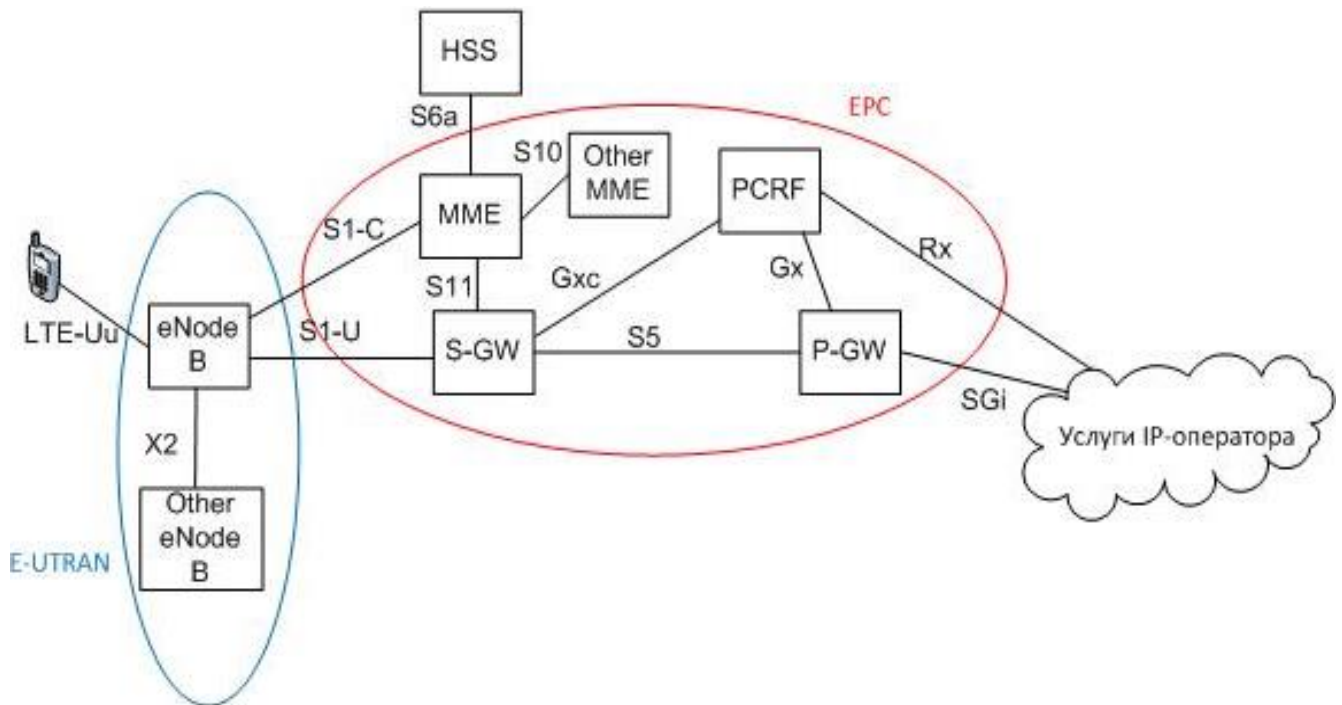 HSS
EPC
S6a
S10
Other
MME
PCRF
MME
S1-C
Rx
Gxc
Gx
S11
LTE-Uu
eNode
B
S1-U
S-GW
S5
P-GW
SGi
Услуги IP-оператора
X2
Other
eNode
B
E-UTRAN